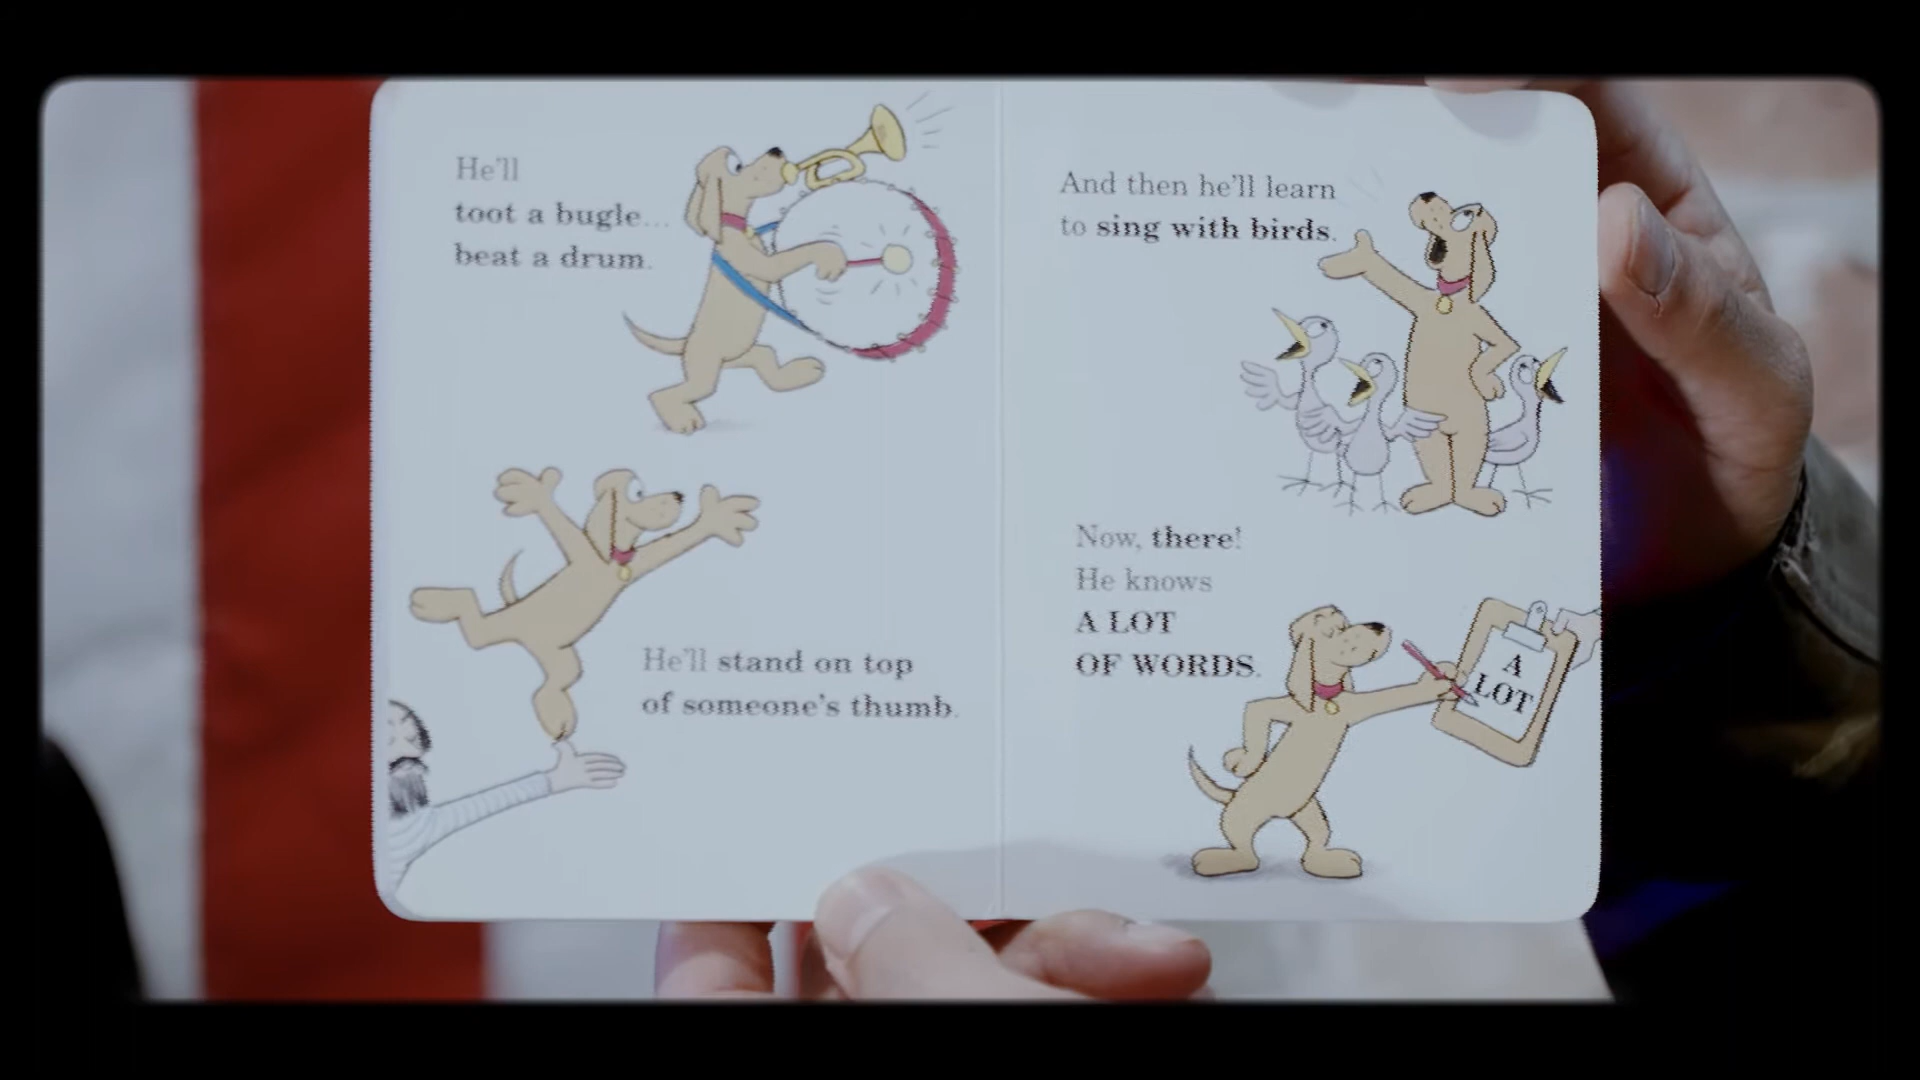 He'll
toot a bugle...
beat a drum.
He'll stand on top
of someone's thumb.
And then he'll learn
to sing with birds.
Now, there!
He knows
A LOT
OF WORDS.
A
LOT